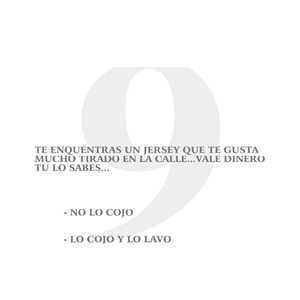 9
TE ENQUENTRAS UN JERSEY QUE TE GUSTA
MUCHO TIRADO EN LA CALLE...VALE DINERO
TU LO SABES...
- NO LO COJO
- LO COJO Y LO LAVO